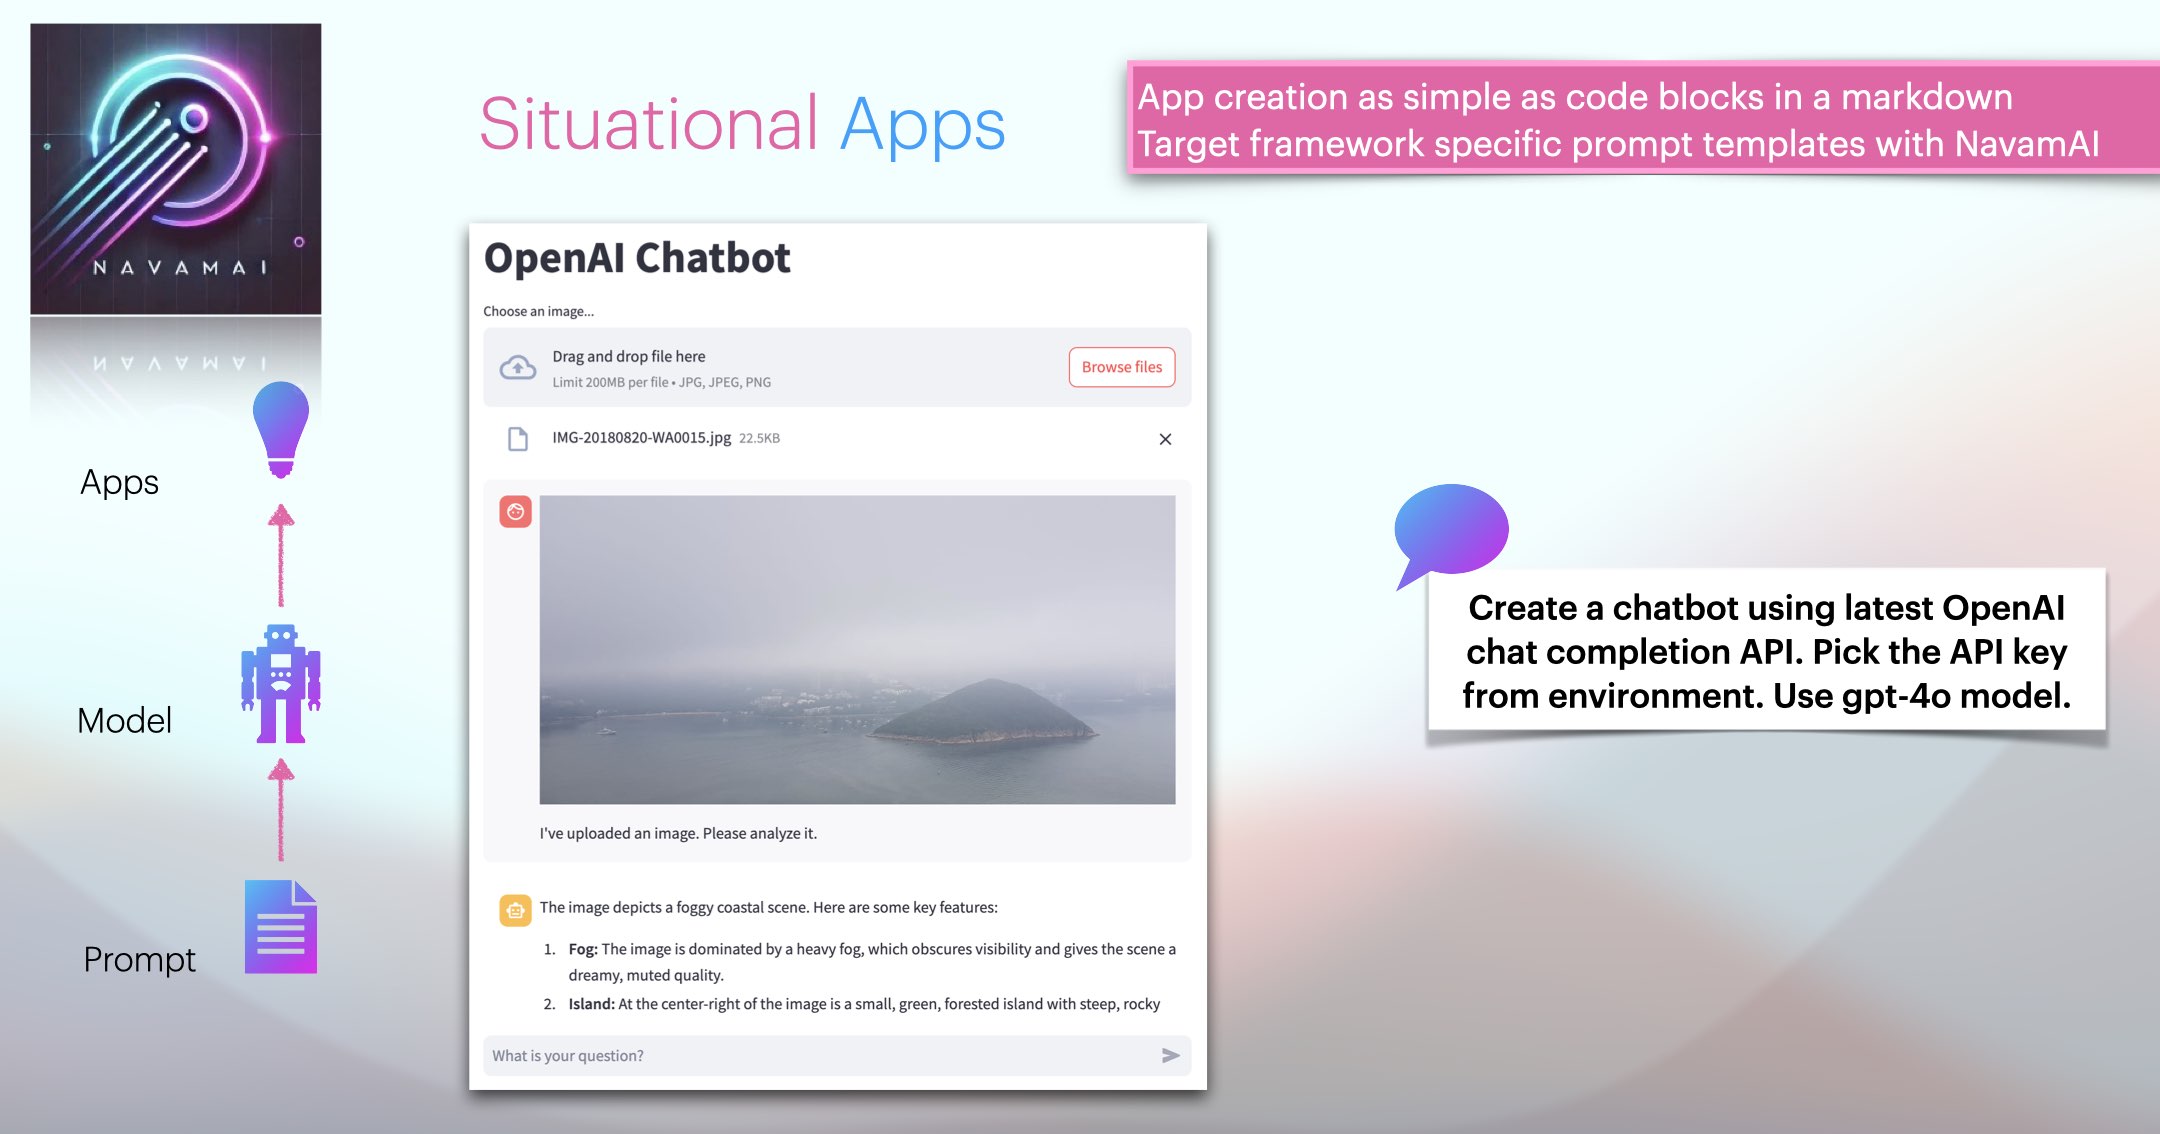 NAVAMAI
Situational Apps
App creation as simple as code blocks in a markdown
Target framework specific prompt templates with NavamAI
Apps
Model
Prompt
OpenAI Chatbot
Choose an image...
Drag and drop file here
Limit 200MB per file • JPG, JPEG, PNG
Browse files
IMG-20180820-WA0015.jpg 22.5KB
I've uploaded an image. Please analyze it.
The image depicts a foggy coastal scene. Here are some key features:
1. Fog: The image is dominated by a heavy fog, which obscures visibility and gives the scene a
dreamy, muted quality.
2. Island: At the center-right of the image is a small, green, forested island with steep, rocky
What is your question?
Create a chatbot using latest OpenAI
chat completion API. Pick the API key
from environment. Use gpt-4o model.